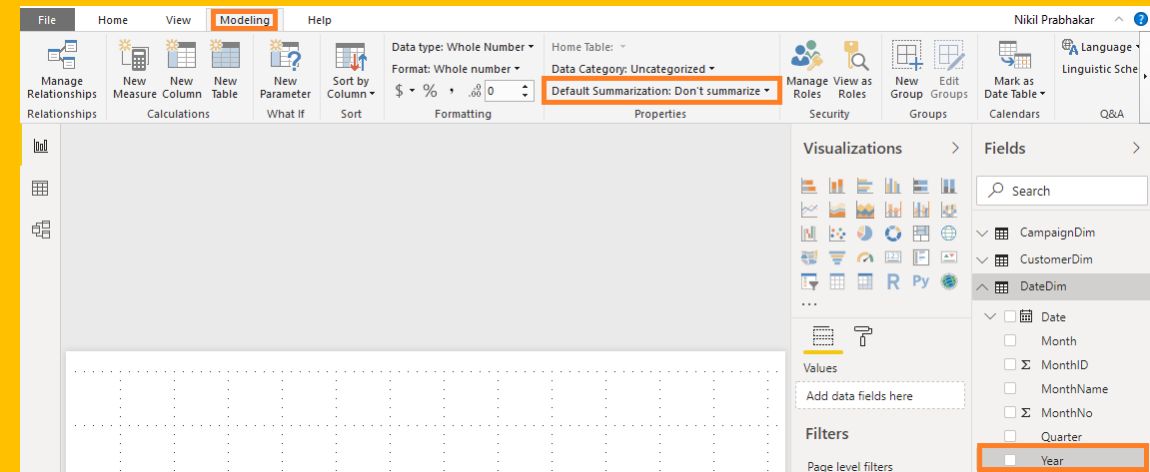 File Home View Modeling Help Nikil Prabhakar
Manage Relationships
New Measure
New Column
New Table
New Parameter
Sort by Column
Data type: Whole Number
Format: Whole number
$ % , .00 0
Home Table:
Data Category: Uncategorized
Default Summarization: Don't summarize
Manage Roles
View as Roles
New Group
Edit Groups
Mark as Date Table
Language
Linguistic Sche
Relationships Calculations What If Sort Formatting Properties Security Groups Calendars Q&A
Visualizations
123
R Py
...
Values
Add data fields here
Filters
Page level filters
Fields
Search
CampaignDim
CustomerDim
DateDim
Date
Month
Σ MonthID
MonthName
Σ MonthNo
Quarter
Year